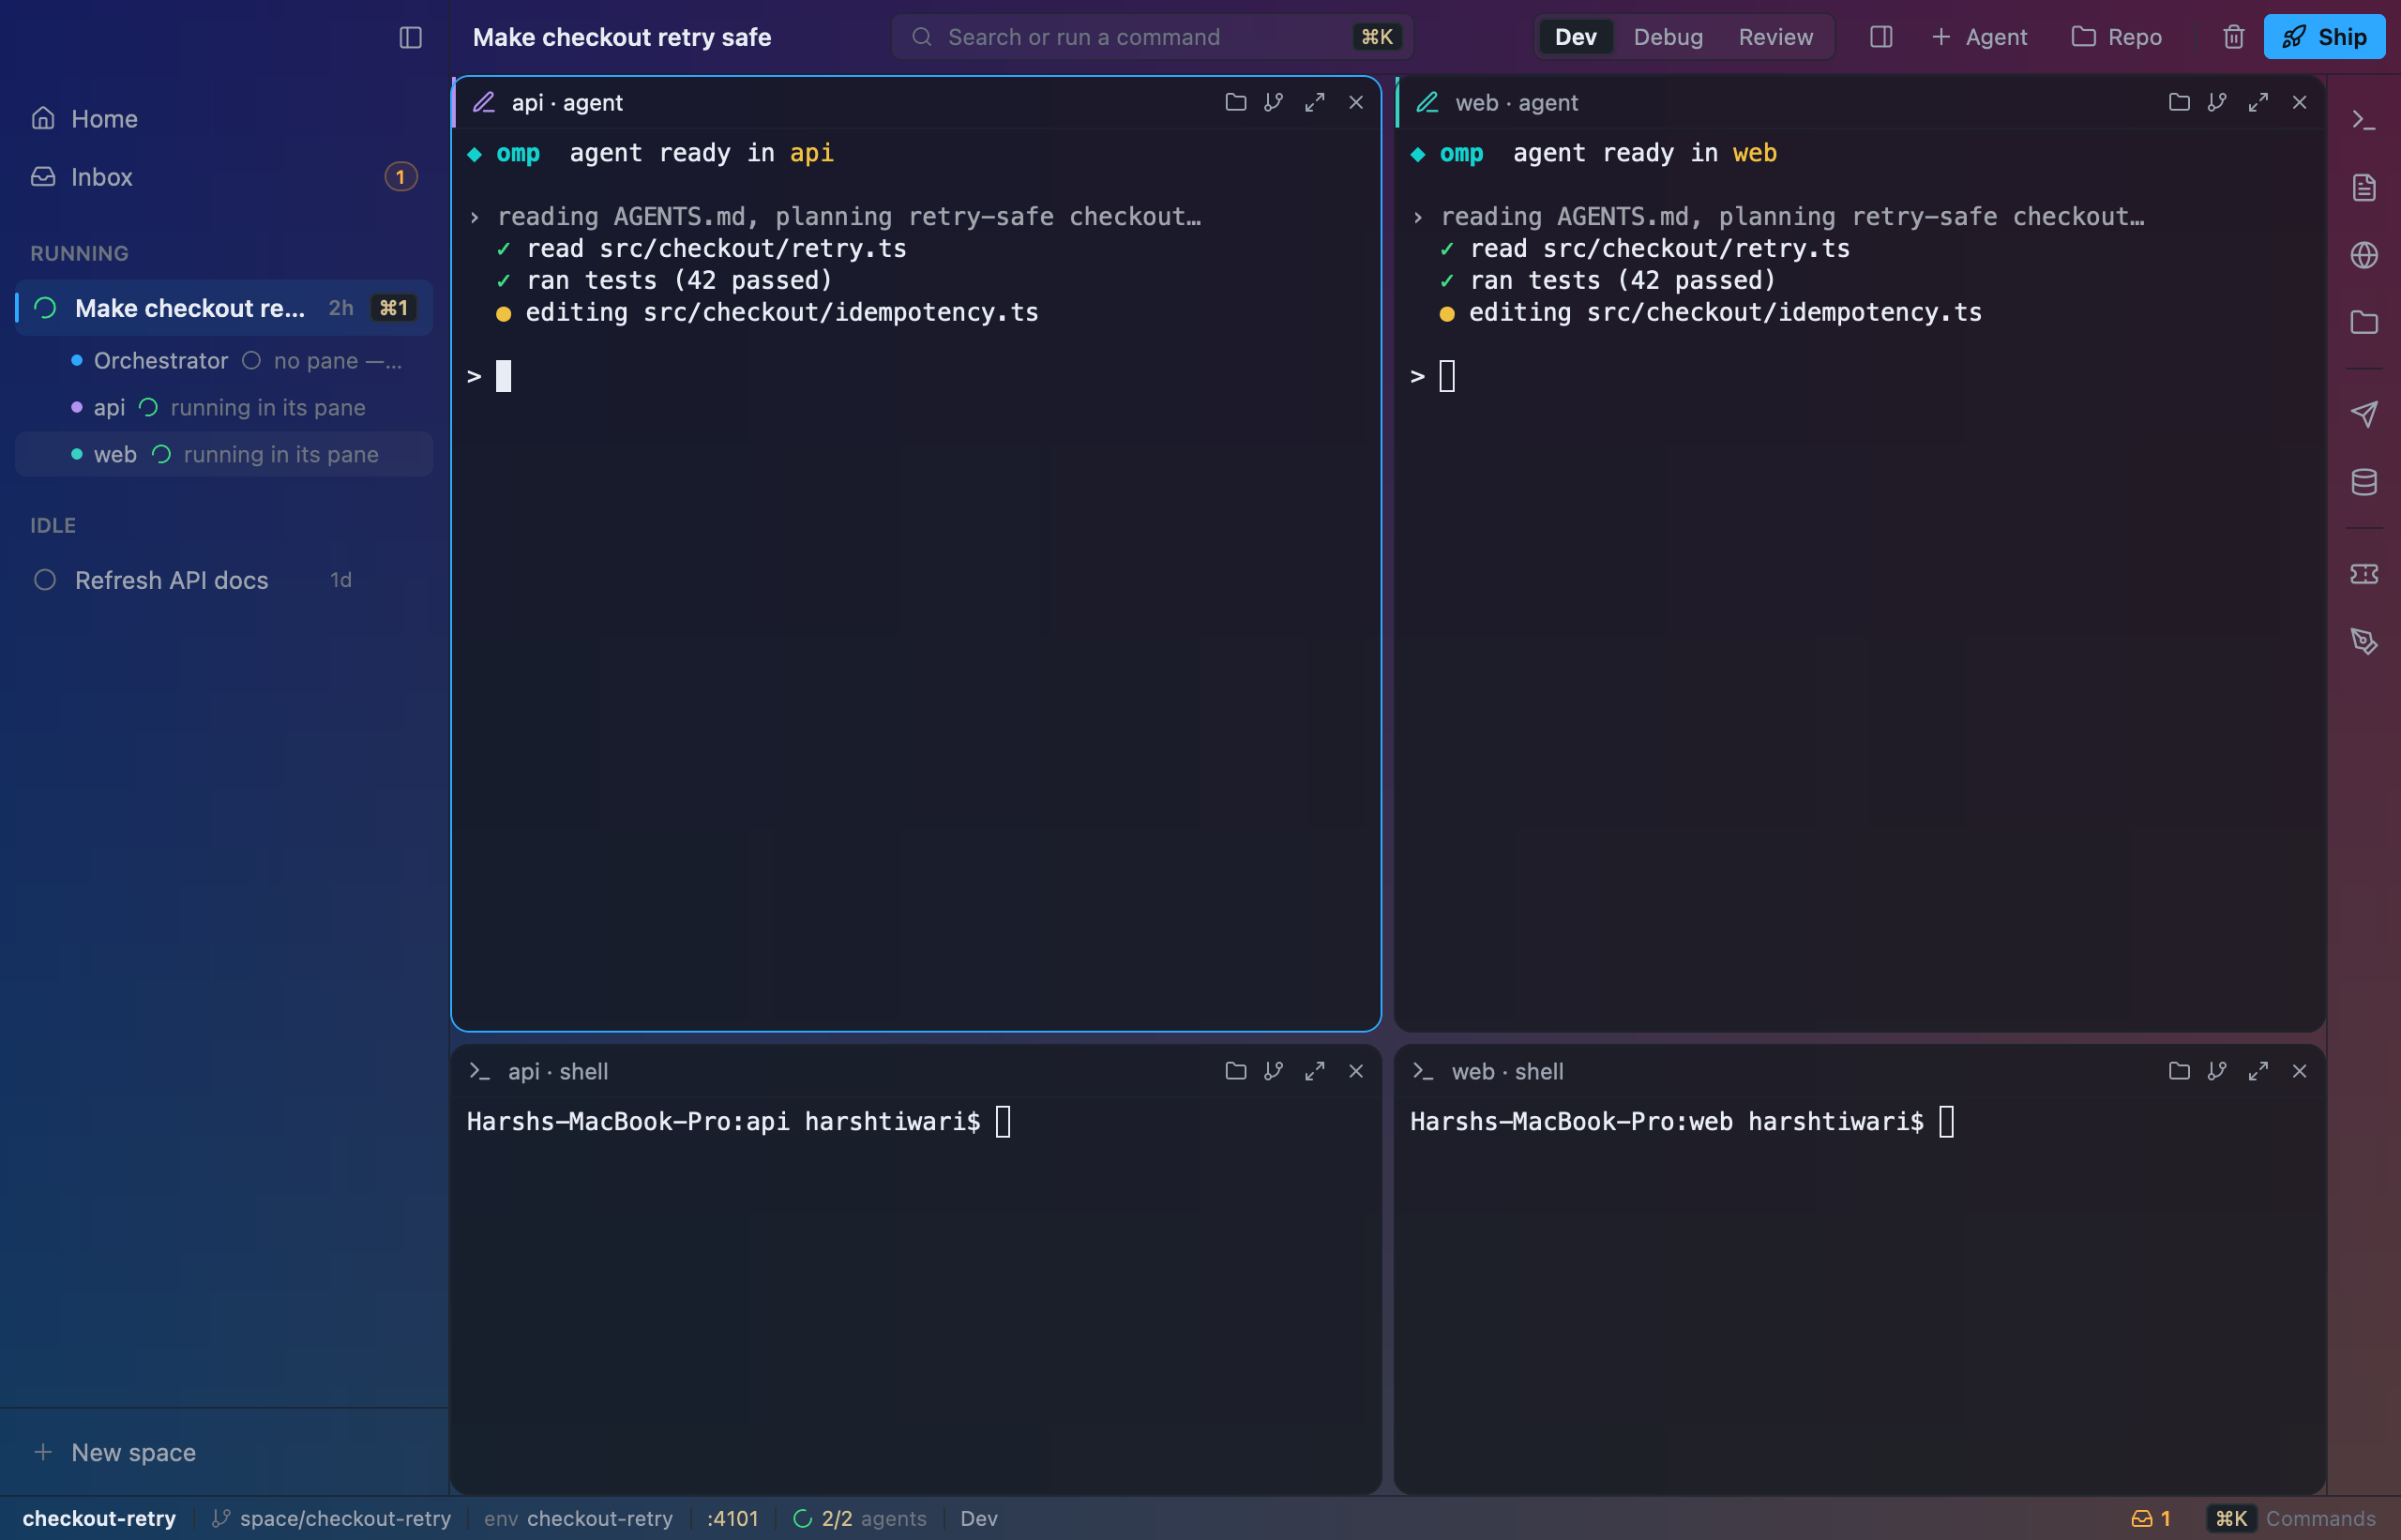 Make checkout retry safe
Search or run a command ⌘K
Dev Debug Review
Agent
Repo
Ship
Home
Inbox 1
RUNNING
Make checkout re... 2h ⌘1
Orchestrator no pane —...
api running in its pane
web running in its pane
IDLE
Refresh API docs 1d
New space
api · agent
◆ omp agent ready in api
› reading AGENTS.md, planning retry-safe checkout…
✓ read src/checkout/retry.ts
✓ ran tests (42 passed)
● editing src/checkout/idempotency.ts
>
web · agent
◆ omp agent ready in web
› reading AGENTS.md, planning retry-safe checkout…
✓ read src/checkout/retry.ts
✓ ran tests (42 passed)
● editing src/checkout/idempotency.ts
>
api · shell
Harshs-MacBook-Pro:api harshtiwari$
web · shell
Harshs-MacBook-Pro:web harshtiwari$
checkout-retry space/checkout-retry env checkout-retry :4101 2/2 agents Dev 1 ⌘K Commands